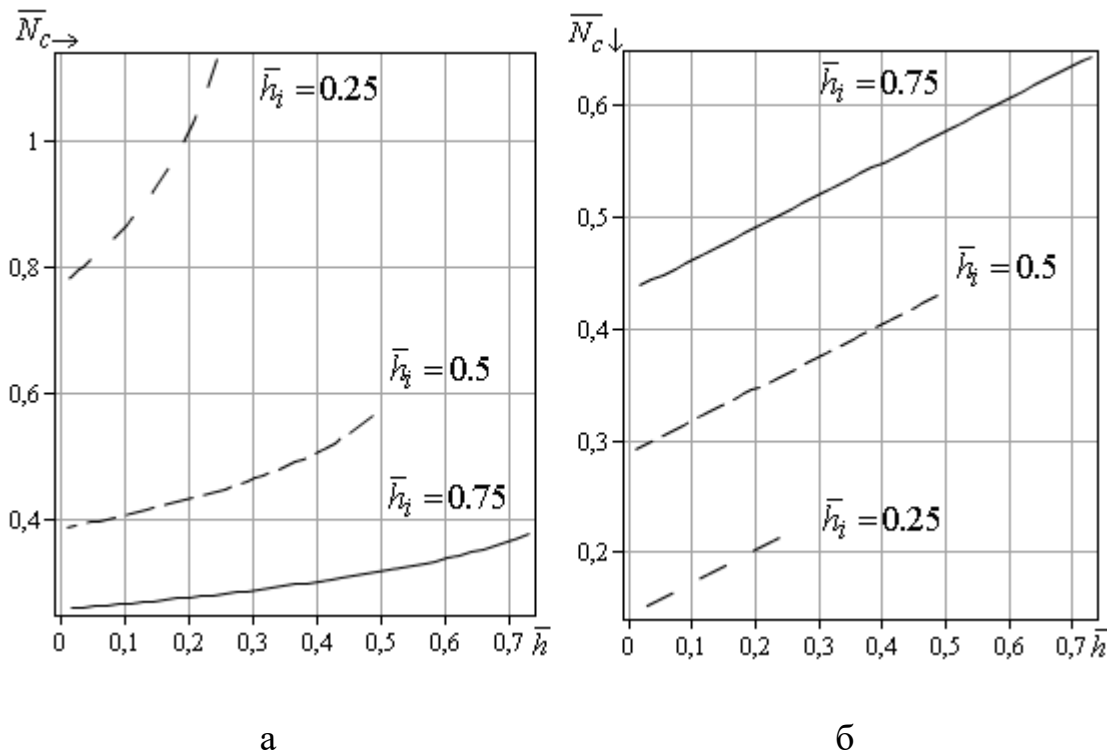 N̅c→
h̅i = 0.25
1
0,8
h̅i = 0.5
0,6
h̅i = 0.75
0,4
0 0,1 0,2 0,3 0,4 0,5 0,6 0,7 h̅
а
N̅c↓
h̅i = 0.75
0,6
0,5
h̅i = 0.5
0,4
0,3
h̅i = 0.25
0,2
0 0,1 0,2 0,3 0,4 0,5 0,6 0,7 h̅
б